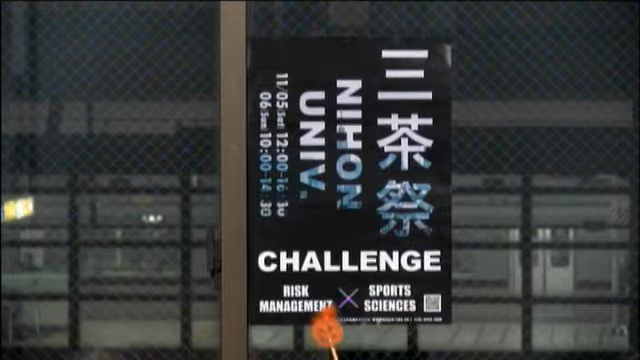 三茶祭
NIHON
UNIV.
11/05 Sat. 12:00-16:30
06 Sun. 10:00-14:30
CHALLENGE
RISK
MANAGEMENT
×
SPORTS
SCIENCES